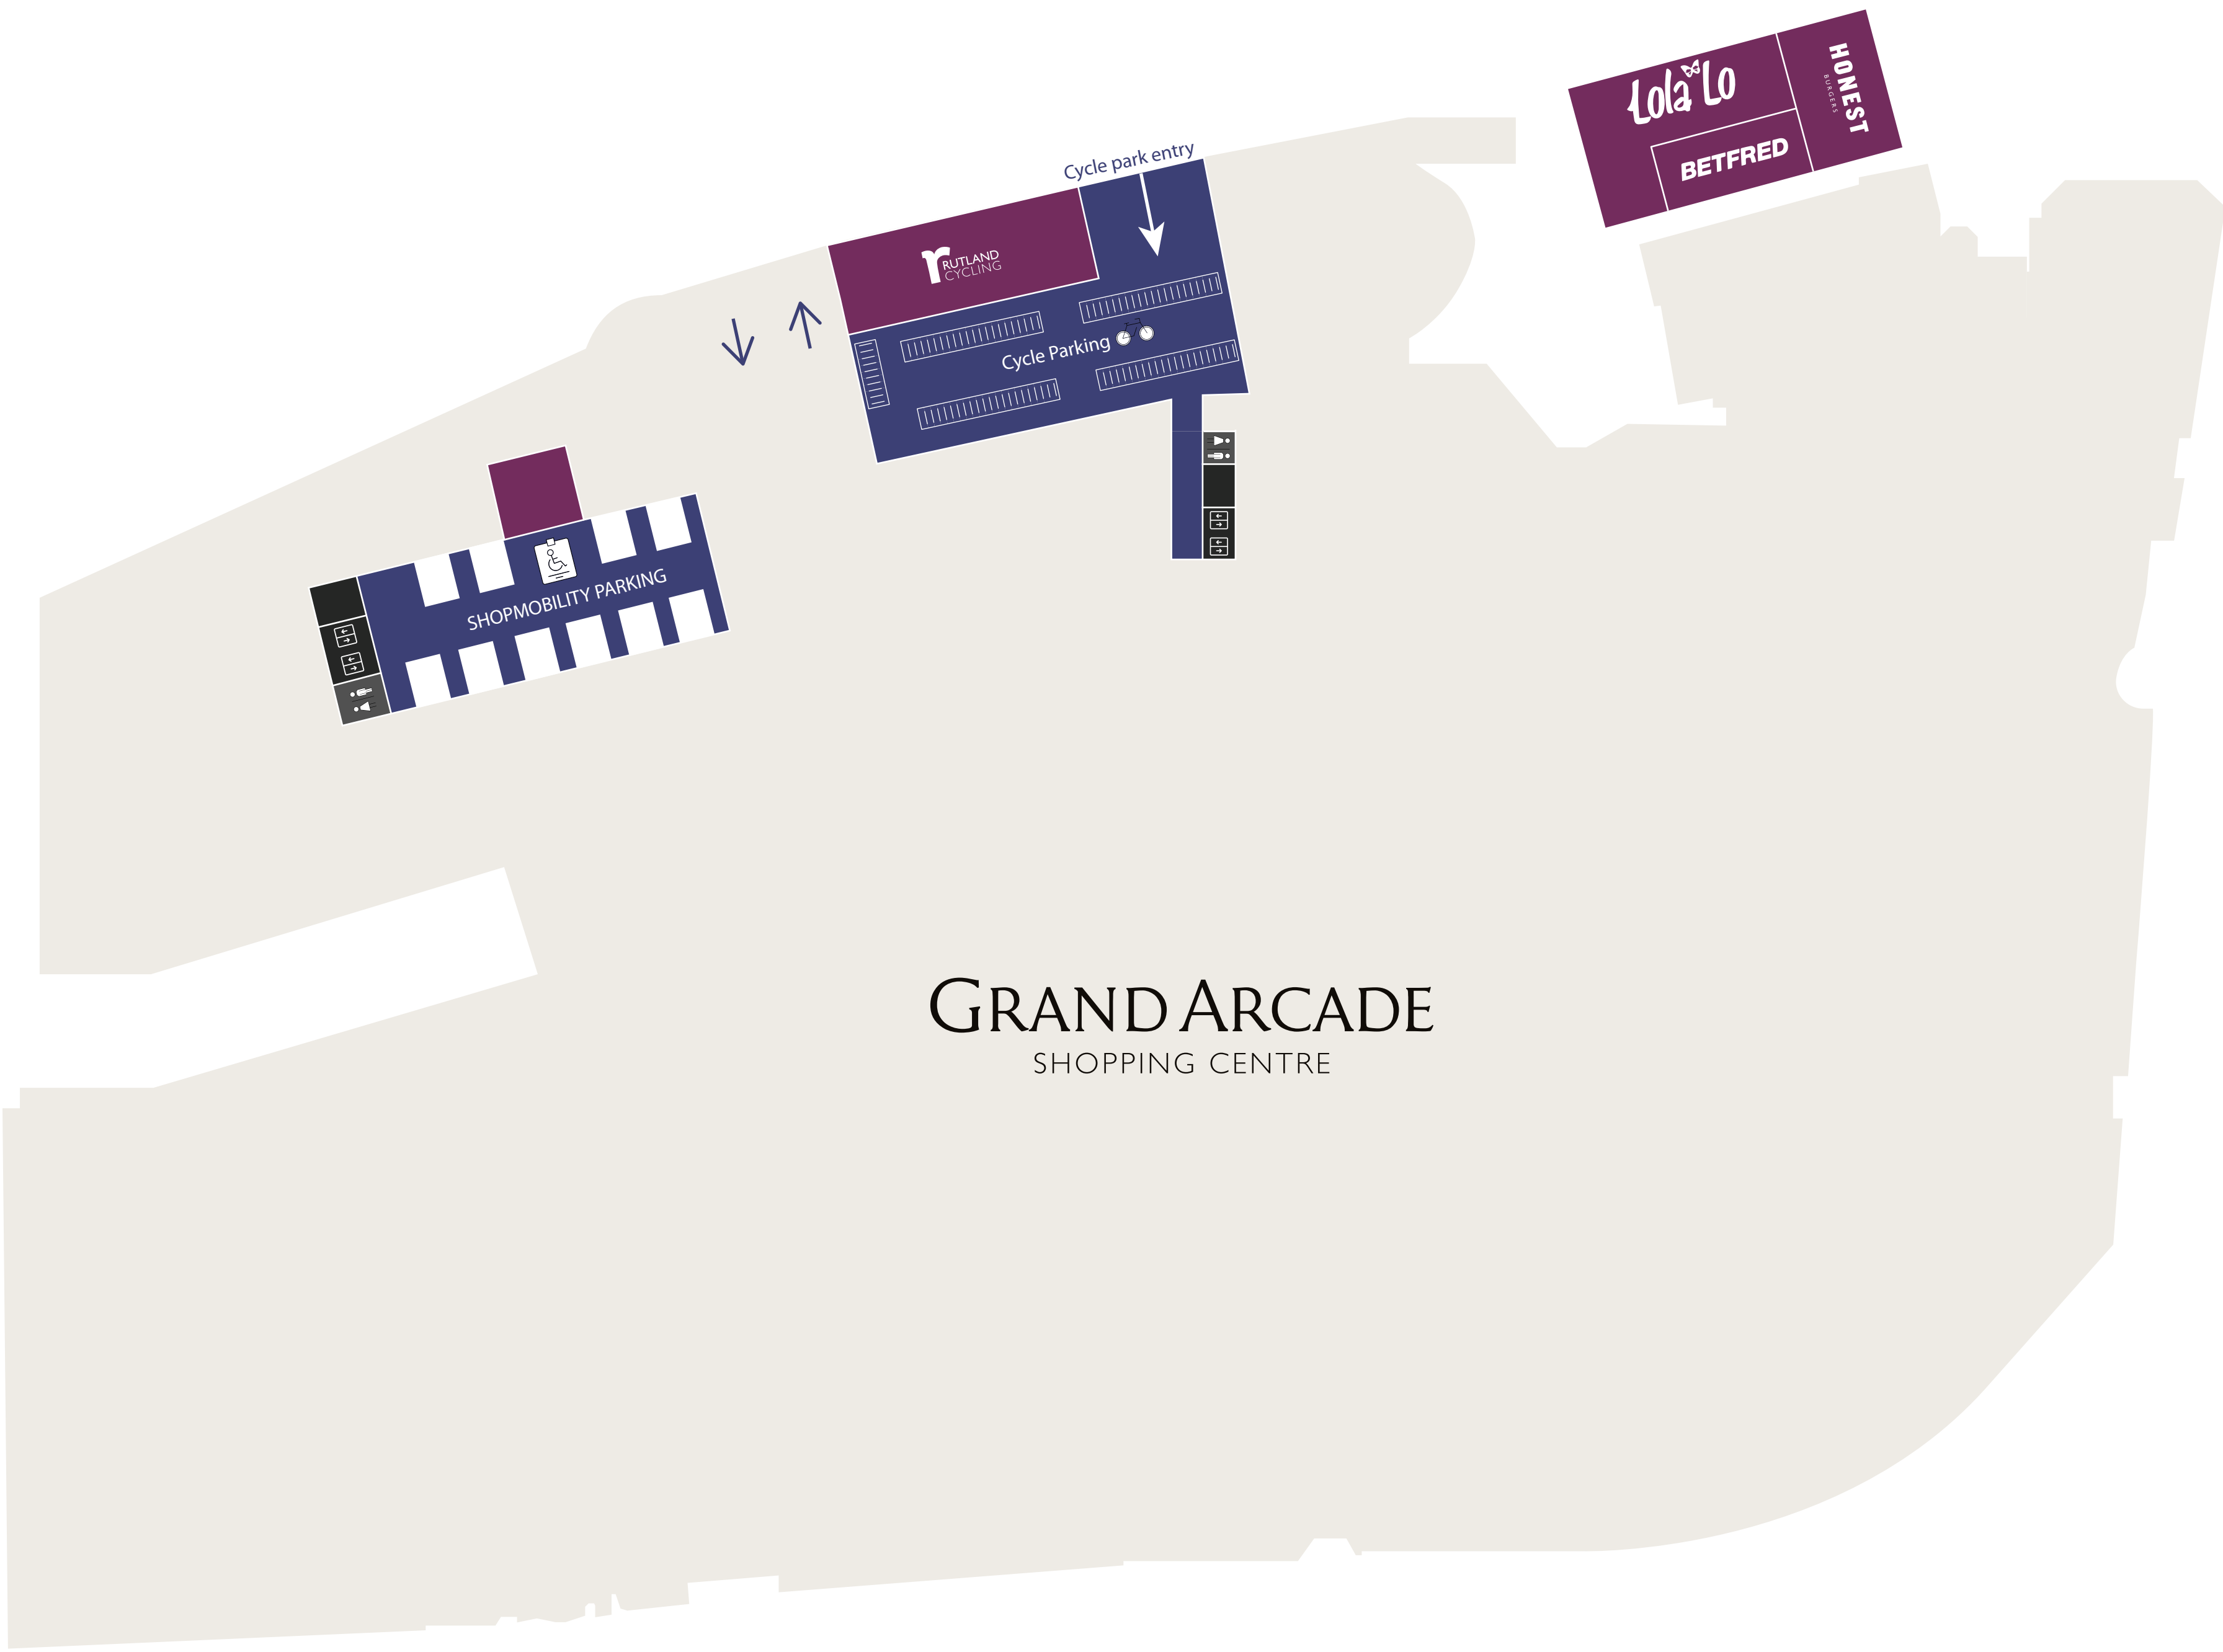 Lola Lo
HONEST
BURGERS
BETFRED
Cycle park entry
r
RUTLAND
CYCLING
Cycle Parking
SHOPMOBILITY PARKING
GRAND ARCADE
SHOPPING CENTRE